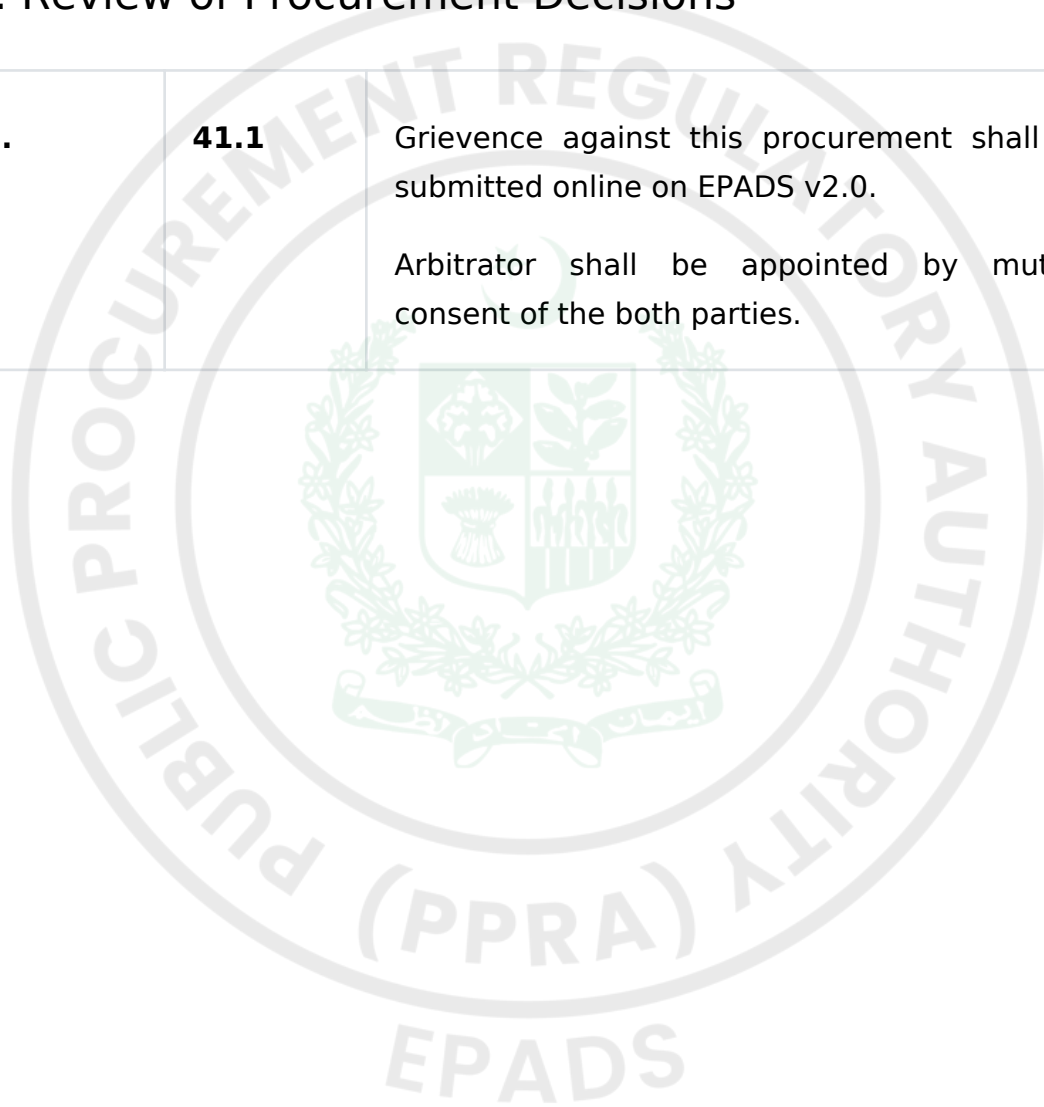 . Review of Procurement Decisions
.
41.1
Grievence against this procurement shall
submitted online on EPADS v2.0.
Arbitrator shall be appointed by mut
consent of the both parties.
PUBLIC PROCUREMENT REGULATORY AUTHORITY
(PPRA)
EPADS